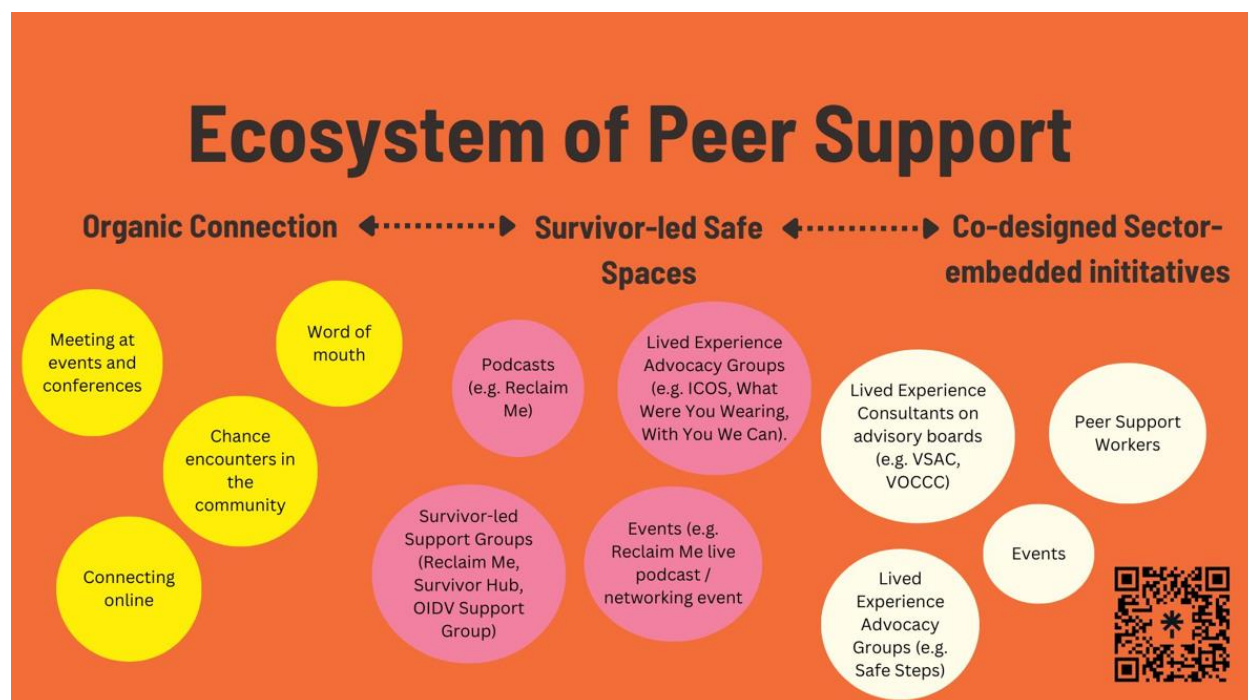 Ecosystem of Peer Support
Organic Connection
Survivor-led Safe
Spaces
Co-designed Sector-
embedded inititatives
Meeting at
events and
conferences
Word of
mouth
Chance
encounters in
the
community
Connecting
online
Podcasts
(e.g. Reclaim
Me)
Lived Experience
Advocacy Groups
(e.g. ICOS, What
Were You Wearing,
With You We Can).
Survivor-led
Support Groups
(Reclaim Me,
Survivor Hub,
OIDV Support
Group)
Events (e.g.
Reclaim Me live
podcast /
networking event
Lived Experience
Consultants on
advisory boards
(e.g. VSAC,
VOCCC)
Peer Support
Workers
Events
Lived
Experience
Advocacy
Groups (e.g.
Safe Steps)